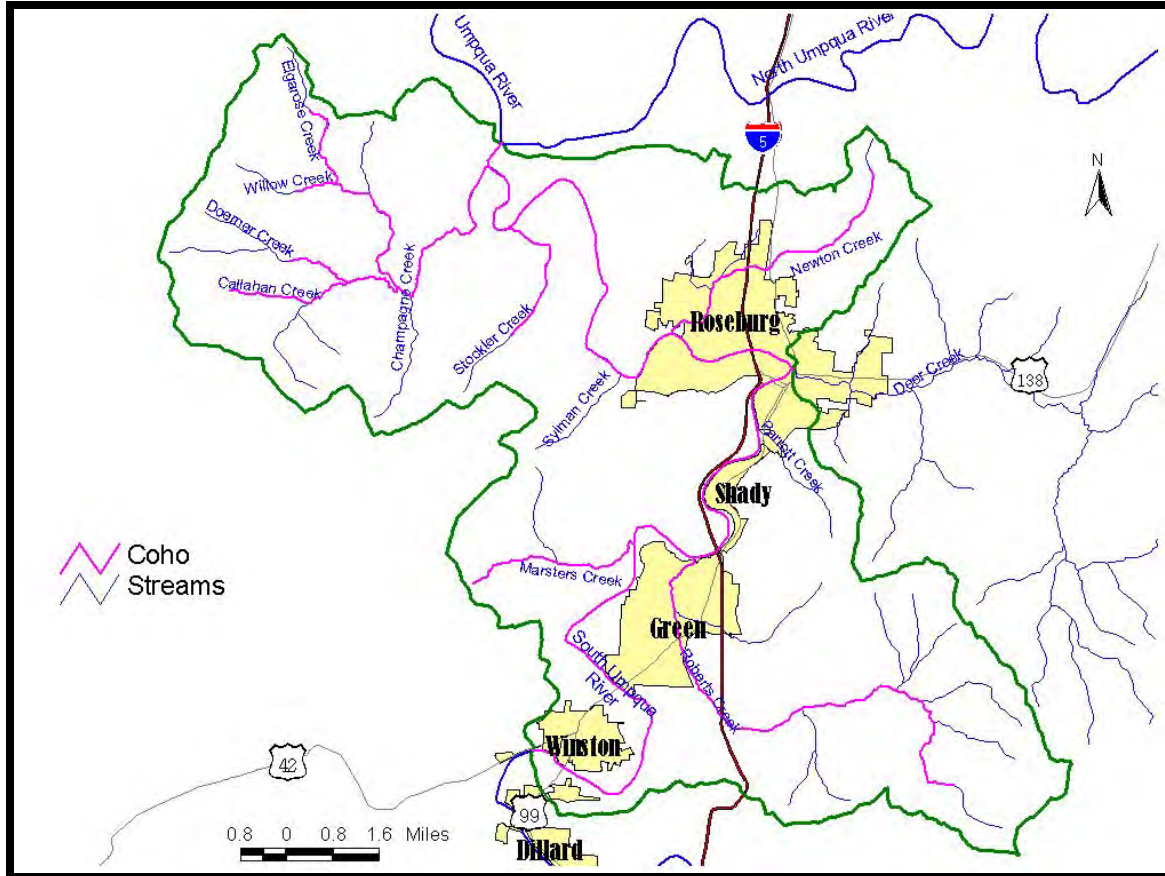 Umpqua River
North Umpqua River
5
N
Elgarose Creek
Willow Creek
Doerner Creek
Callahan Creek
Champagne Creek
Stockler Creek
Newton Creek
Roseburg
Sylman Creek
Deer Creek
138
Parrott Creek
Shady
Coho
Streams
Marsters Creek
Green
South Umpqua
River
Roberts Creek
Winston
42
99
Dillard
0.8 0 0.8 1.6 Miles